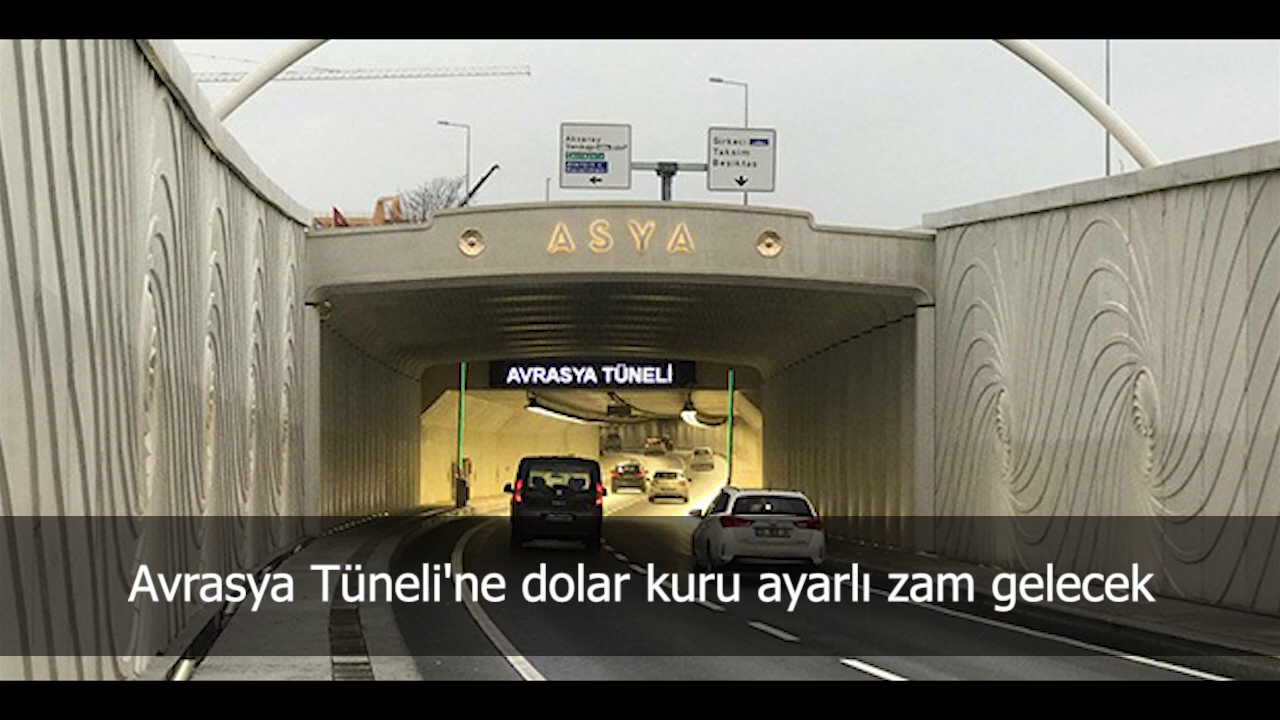 Aksaray
Sirkeci
Taksim
Beşiktaş
ASYA
AVRASYA TÜNELİ
Avrasya Tüneli'ne dolar kuru ayarlı zam gelecek